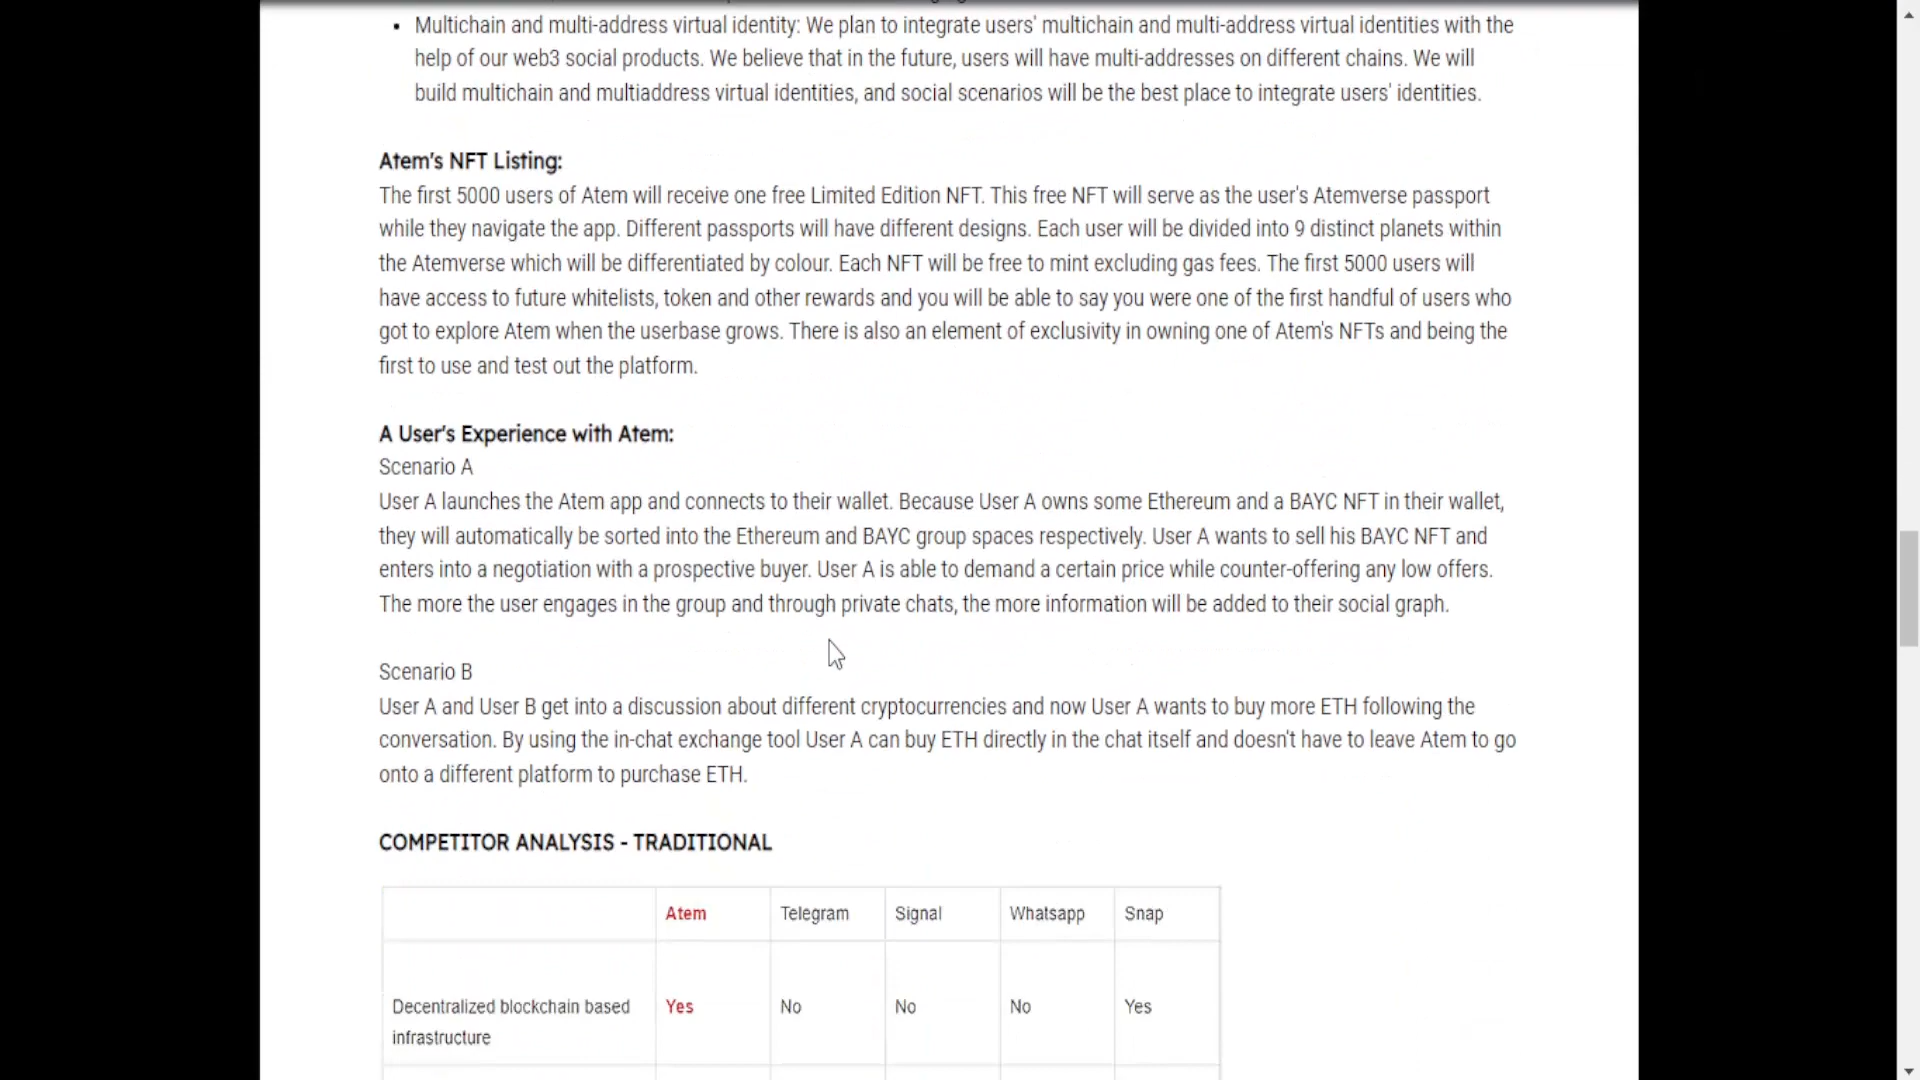 • Multichain and multi-address virtual identity: We plan to integrate users' multichain and multi-address virtual identities with the
help of our web3 social products. We believe that in the future, users will have multi-addresses on different chains. We will
build multichain and multiaddress virtual identities, and social scenarios will be the best place to integrate users' identities.
Atem's NFT Listing:
The first 5000 users of Atem will receive one free Limited Edition NFT. This free NFT will serve as the user's Atemverse passport
while they navigate the app. Different passports will have different designs. Each user will be divided into 9 distinct planets within
the Atemverse which will be differentiated by colour. Each NFT will be free to mint excluding gas fees. The first 5000 users will
have access to future whitelists, token and other rewards and you will be able to say you were one of the first handful of users who
got to explore Atem when the userbase grows. There is also an element of exclusivity in owning one of Atem's NFTs and being the
first to use and test out the platform.
A User's Experience with Atem:
Scenario A
User A launches the Atem app and connects to their wallet. Because User A owns some Ethereum and a BAYC NFT in their wallet,
they will automatically be sorted into the Ethereum and BAYC group spaces respectively. User A wants to sell his BAYC NFT and
enters into a negotiation with a prospective buyer. User A is able to demand a certain price while counter-offering any low offers.
The more the user engages in the group and through private chats, the more information will be added to their social graph.
Scenario B
User A and User B get into a discussion about different cryptocurrencies and now User A wants to buy more ETH following the
conversation. By using the in-chat exchange tool User A can buy ETH directly in the chat itself and doesn't have to leave Atem to go
onto a different platform to purchase ETH.
COMPETITOR ANALYSIS - TRADITIONAL
Atem Telegram Signal Whatsapp Snap
Decentralized blockchain based Yes No No No Yes
infrastructure